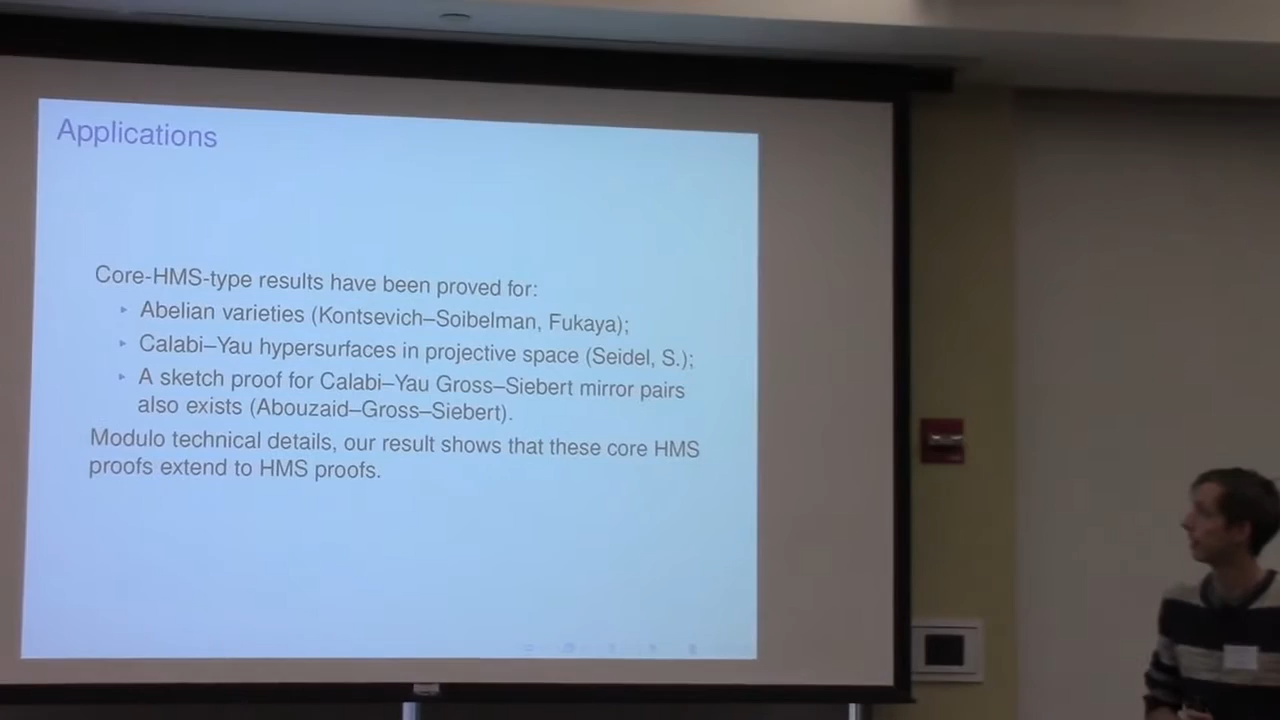 Applications
Core-HMS-type results have been proved for:
Abelian varieties (Kontsevich–Soibelman, Fukaya);
Calabi–Yau hypersurfaces in projective space (Seidel, S.);
A sketch proof for Calabi–Yau Gross–Siebert mirror pairs
also exists (Abouzaid–Gross–Siebert).
Modulo technical details, our result shows that these core HMS
proofs extend to HMS proofs.